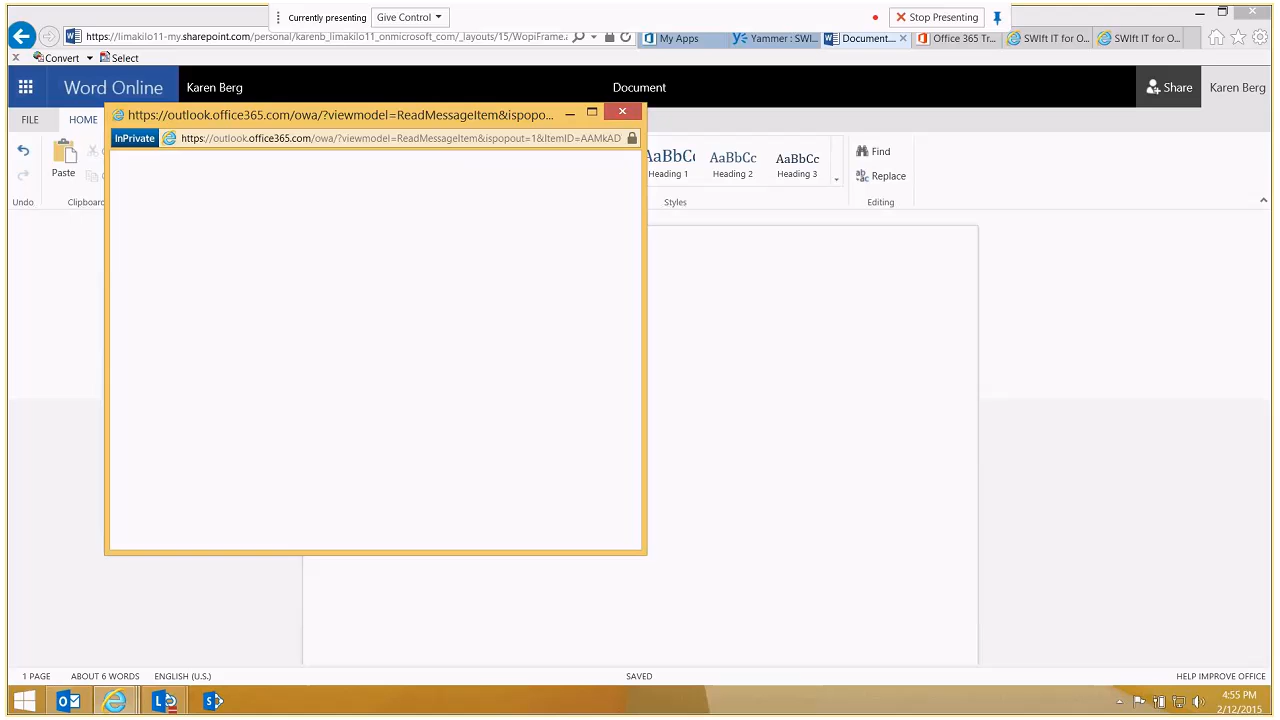 Currently presenting Give Control Stop Presenting
https://limakilo11-my.sharepoint.com/personal/karenb_limakilo11_onmicrosoft_com/_layouts/15/WopiFrame.a
My Apps Yammer : SWI... Document... Office 365 Tr... SWIft IT for O... SWIft IT for O...
x Convert Select
Word Online Karen Berg Document Share Karen Berg
https://outlook.office365.com/owa/?viewmodel=ReadMessageItem&ispopo...
FILE HOME
InPrivate https://outlook.office365.com/owa/?viewmodel=ReadMessageItem&ispopout=1&ItemID=AAMkAD
AaBbCc AaBbCc AaBbCc Find
Paste Heading 1 Heading 2 Heading 3 Replace
Undo Clipboard Styles Editing
1 PAGE ABOUT 6 WORDS ENGLISH (U.S.) SAVED HELP IMPROVE OFFICE
4:55 PM
2/12/2015